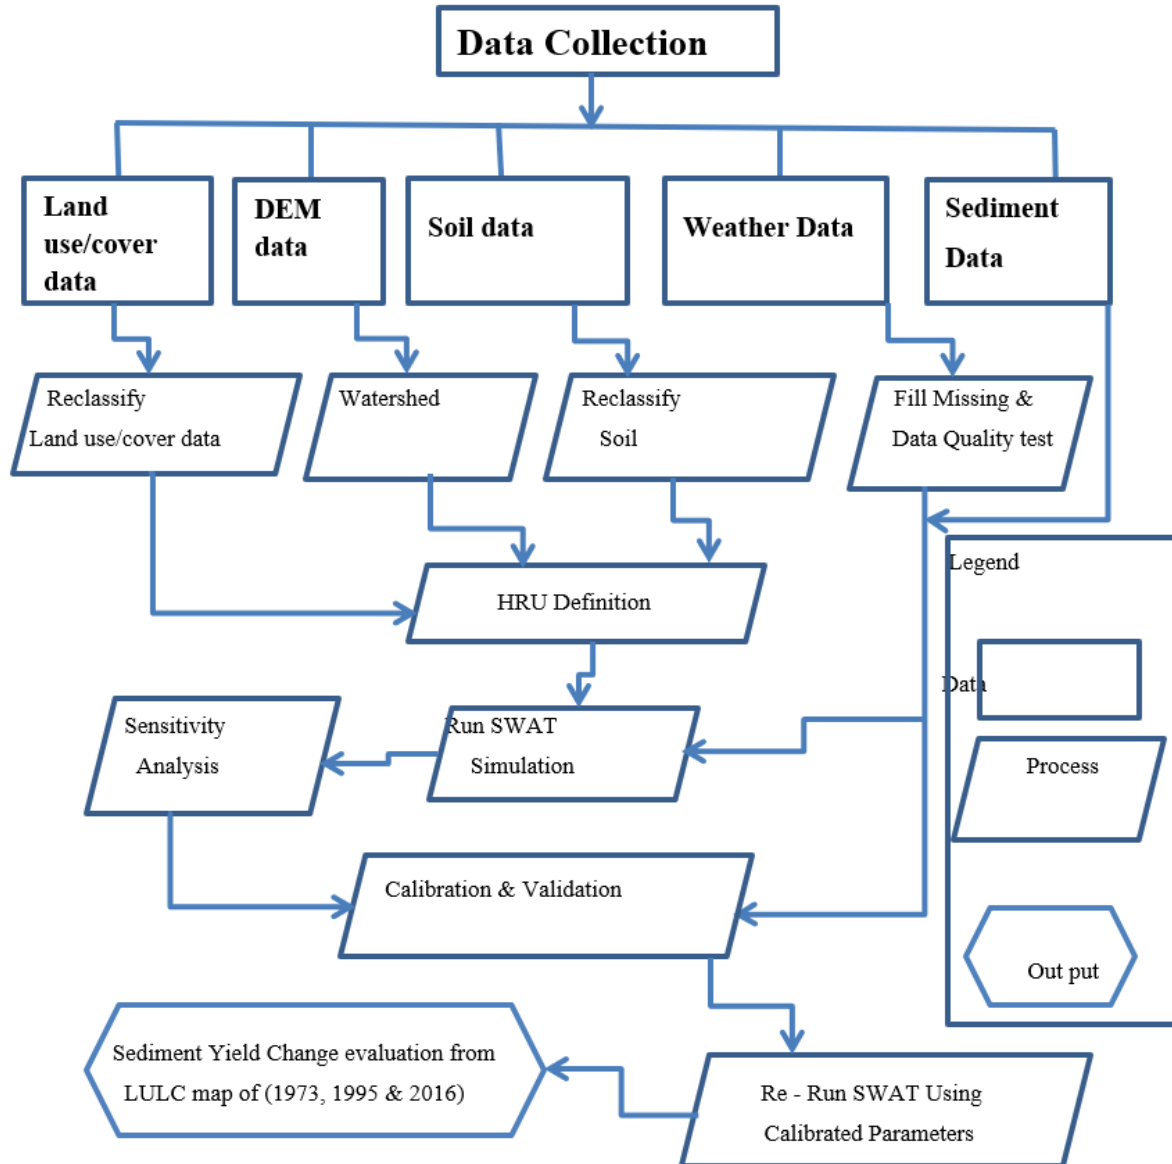 Data Collection
Land
use/cover
data
DEM
data
Soil data
Weather Data
Sediment
Data
Reclassify
Land use/cover data
Watershed
Reclassify
Soil
Fill Missing &
Data Quality test
HRU Definition
Legend
Data
Process
Out put
Sensitivity
Analysis
Run SWAT
Simulation
Calibration & Validation
Sediment Yield Change evaluation from
LULC map of (1973, 1995 & 2016)
Re - Run SWAT Using
Calibrated Parameters